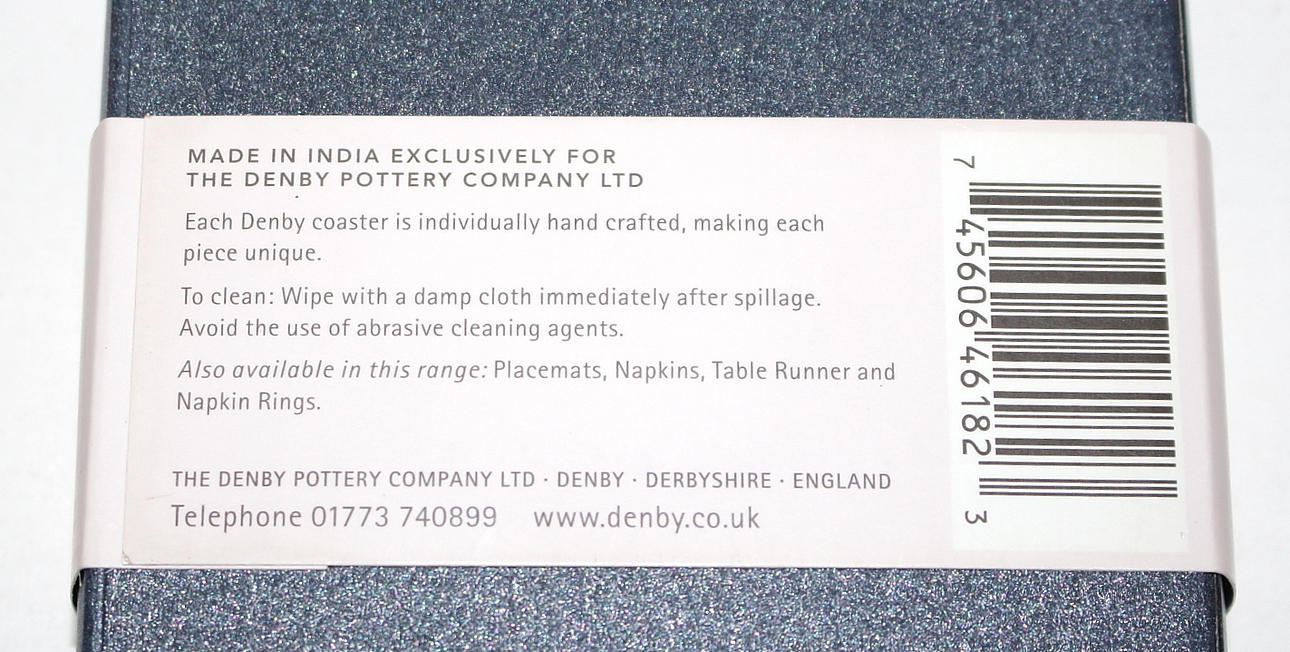 MADE IN INDIA EXCLUSIVELY FOR
THE DENBY POTTERY COMPANY LTD
Each Denby coaster is individually hand crafted, making each
piece unique.
To clean: Wipe with a damp cloth immediately after spillage.
Avoid the use of abrasive cleaning agents.
Also available in this range: Placemats, Napkins, Table Runner and
Napkin Rings.
THE DENBY POTTERY COMPANY LTD · DENBY · DERBYSHIRE · ENGLAND
Telephone 01773 740899 www.denby.co.uk
7 45606 46182 3